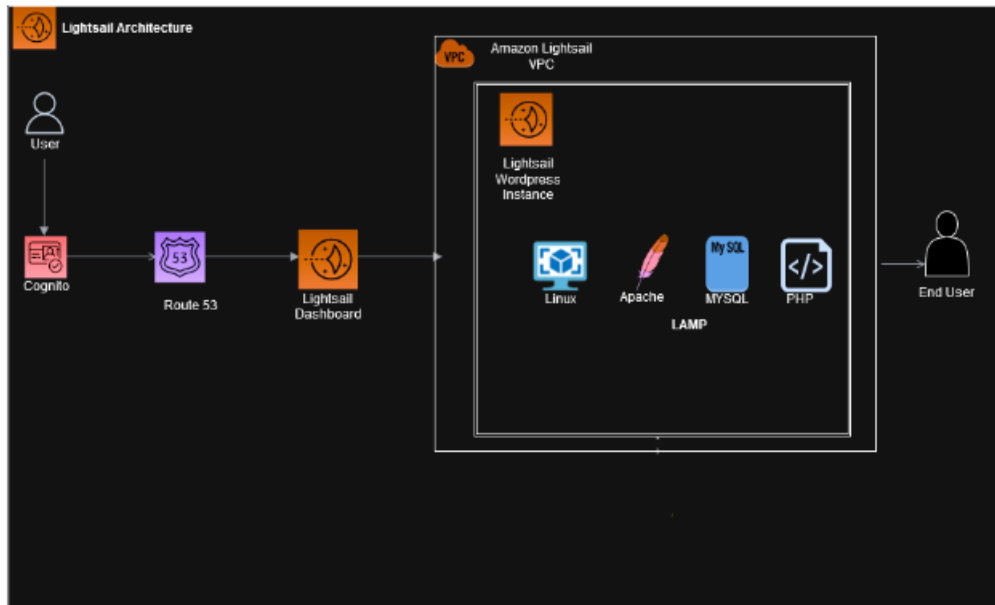 Lightsail Architecture
VPC
Amazon Lightsail
VPC
User
Lightsail
Wordpress
Instance
Cognito
53
Route 53
Lightsail
Dashboard
Linux
Apache
My SQL
MYSQL
</>
PHP
LAMP
End User